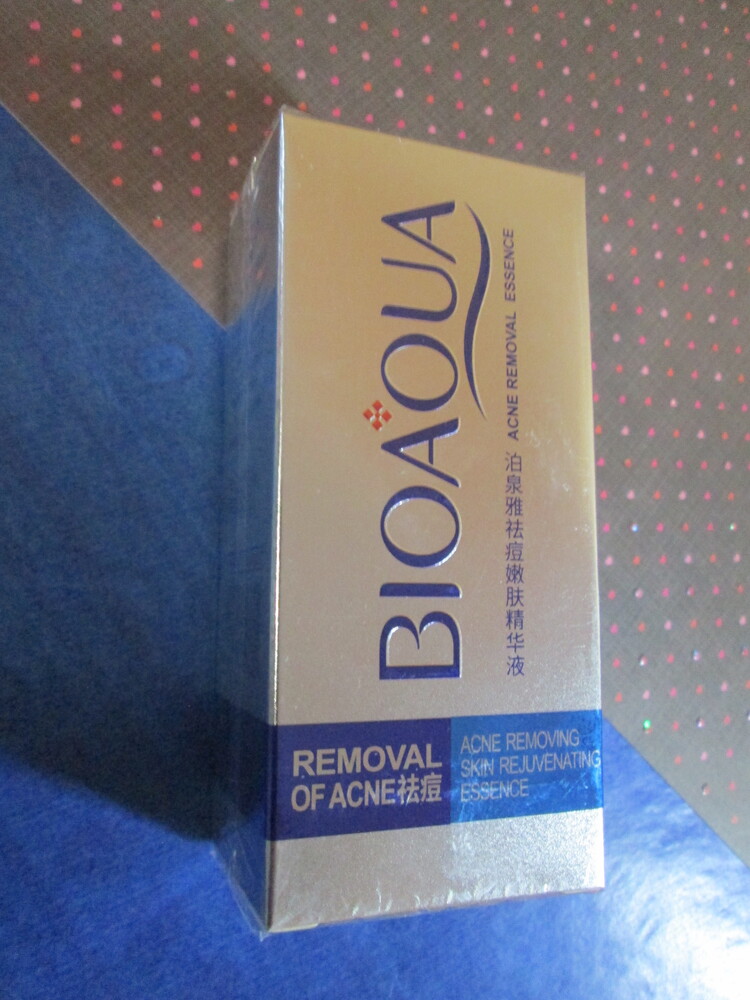 BIOAQUA
泊泉雅祛痘嫩肤精华液 ACNE REMOVAL ESSENCE
REMOVAL
OF ACNE祛痘
ACNE REMOVING
SKIN REJUVENATING
ESSENCE